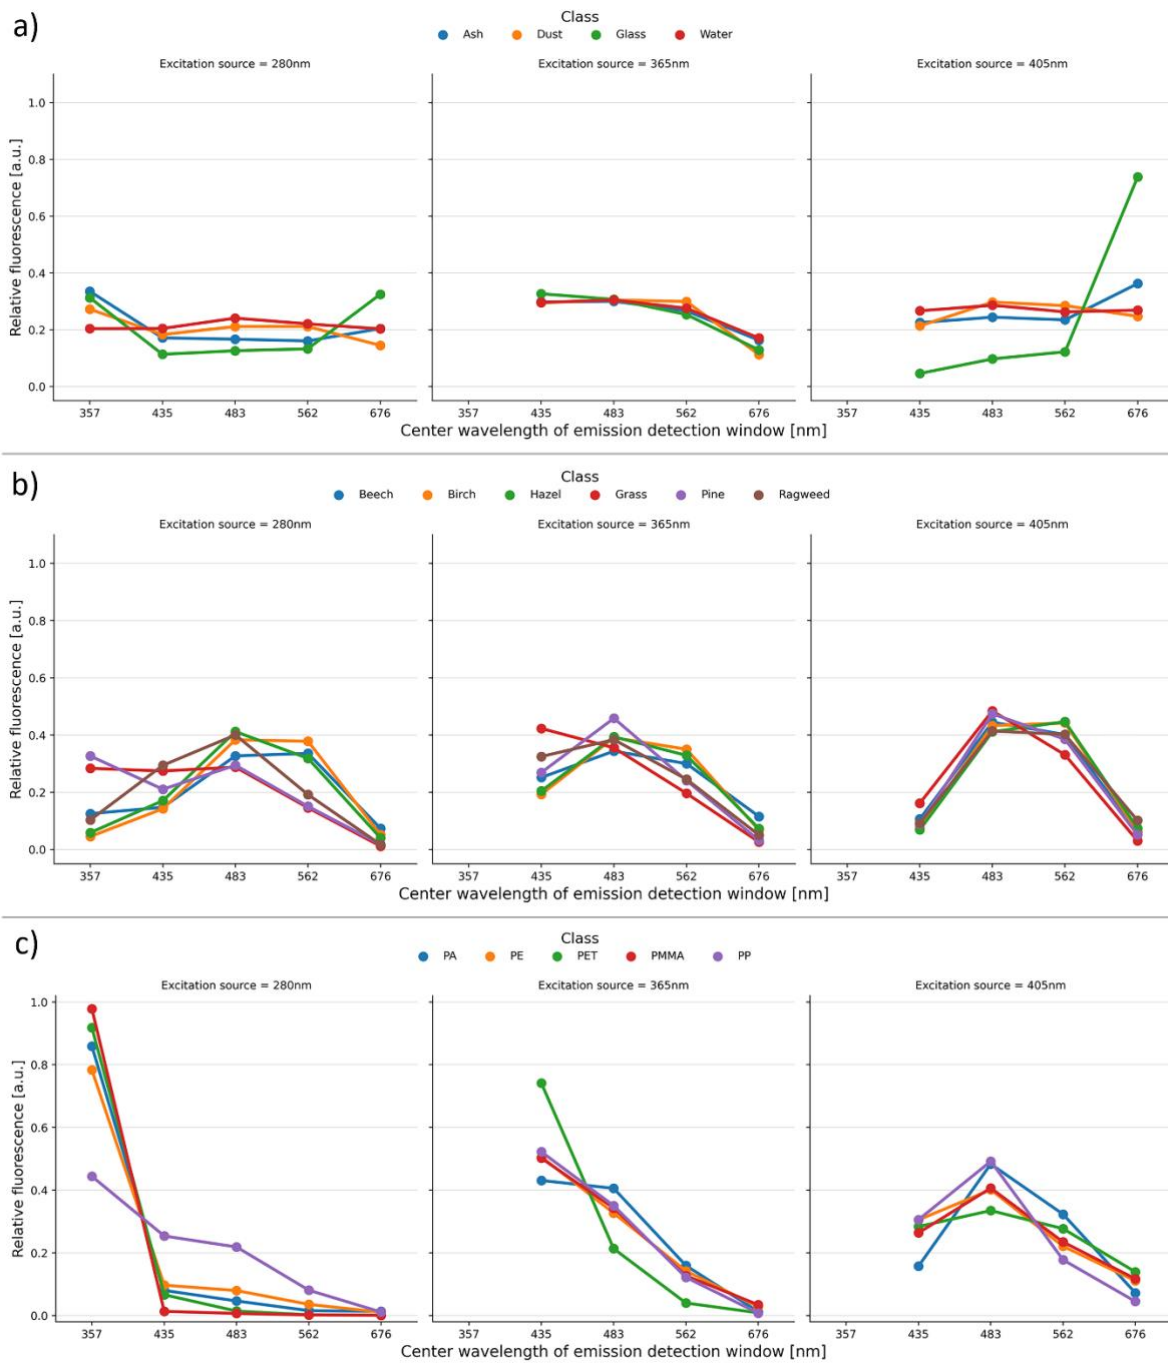 a)
Class
Ash Dust Glass Water
Excitation source = 280nm Excitation source = 365nm Excitation source = 405nm
Relative fluorescence [a.u.]
1.0
0.8
0.6
0.4
0.2
0.0
357 435 483 562 676 357 435 483 562 676 357 435 483 562 676
Center wavelength of emission detection window [nm]
b)
Class
Beech Birch Hazel Grass Pine Ragweed
Excitation source = 280nm Excitation source = 365nm Excitation source = 405nm
Relative fluorescence [a.u.]
1.0
0.8
0.6
0.4
0.2
0.0
357 435 483 562 676 357 435 483 562 676 357 435 483 562 676
Center wavelength of emission detection window [nm]
c)
Class
PA PE PET PMMA PP
Excitation source = 280nm Excitation source = 365nm Excitation source = 405nm
Relative fluorescence [a.u.]
1.0
0.8
0.6
0.4
0.2
0.0
357 435 483 562 676 357 435 483 562 676 357 435 483 562 676
Center wavelength of emission detection window [nm]